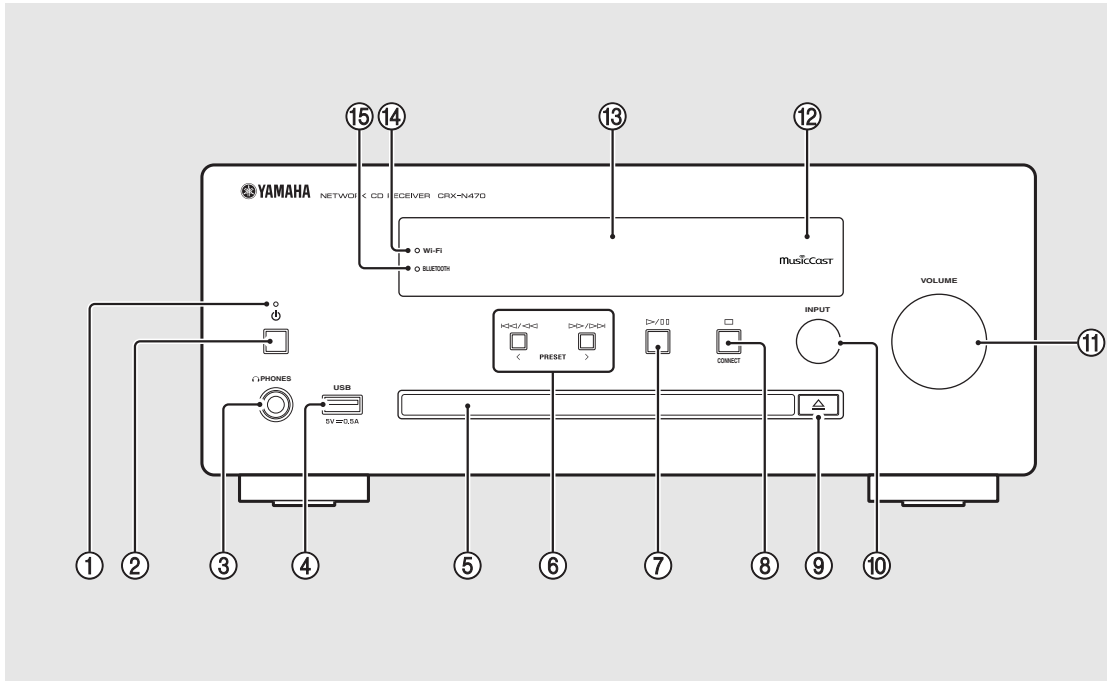 ⑮ ⑭ ⑬ ⑫
YAMAHA NETWORK CD RECEIVER CRX-N470
Wi-Fi
BLUETOOTH
MusicCast
VOLUME
INPUT
PRESET
CONNECT
PHONES
USB
5V 0.5A
① ② ③ ④ ⑤ ⑥ ⑦ ⑧ ⑨ ⑩ ⑪